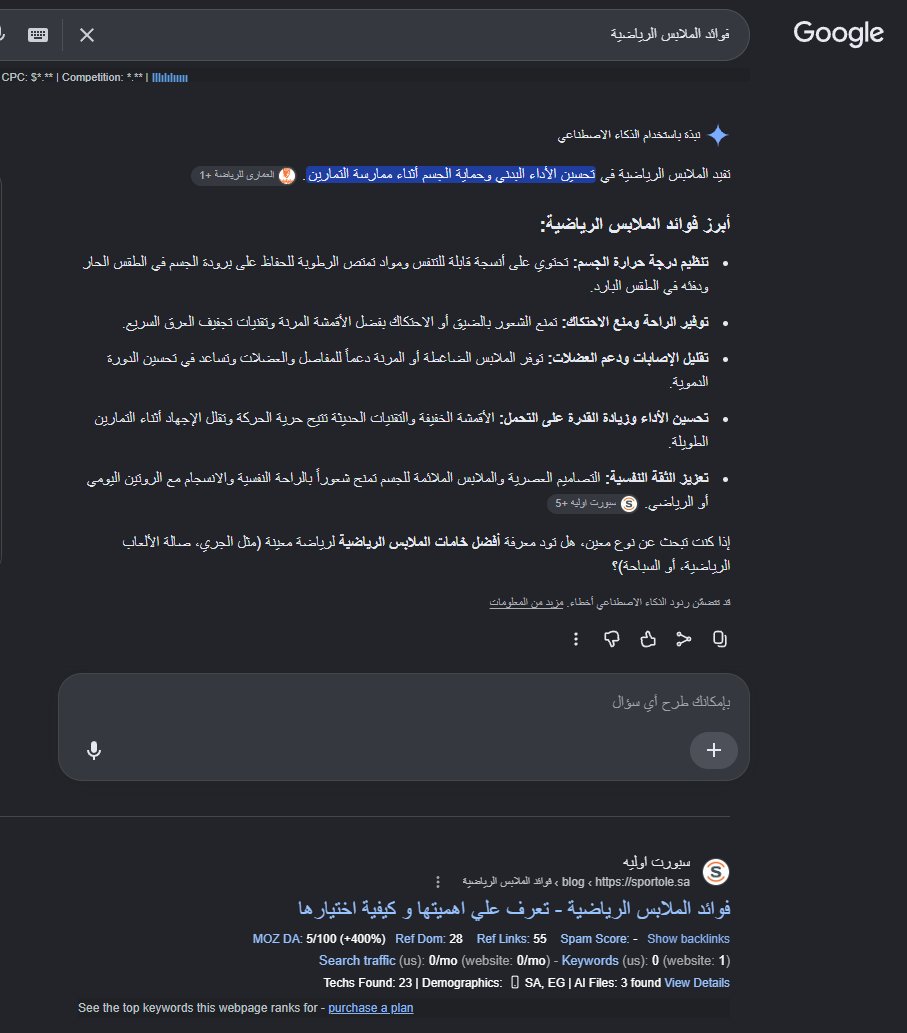 فوائد الملابس الرياضية
Google
CPC: $*.** | Competition: *.** |
نبذة باستخدام الذكاء الاصطناعي
تفيد الملابس الرياضية في تحسين الأداء البدني وحماية الجسم أثناء ممارسة التمارين. العمارى للرياضة +1
أبرز فوائد الملابس الرياضية:
تنظيم درجة حرارة الجسم: تحتوي على أنسجة قابلة للتنفس ومواد تمتص الرطوبة للحفاظ على برودة الجسم في الطقس الحار
ودفئه في الطقس البارد.
توفير الراحة ومنع الاحتكاك: تمنع الشعور بالضيق أو الاحتكاك بفضل الأقمشة المرنة وتقنيات تجفيف العرق السريع.
تقليل الإصابات ودعم العضلات: توفر الملابس الضاغطة أو المرنة دعماً للمفاصل والعضلات وتساعد في تحسين الدورة
الدموية.
تحسين الأداء وزيادة القدرة على التحمل: الأقمشة الخفيفة والتقنيات الحديثة تتيح حرية الحركة وتقلل الإجهاد أثناء التمارين
الطويلة.
تعزيز الثقة النفسية: التصاميم العصرية والملابس الملائمة للجسم تمنح شعوراً بالراحة النفسية والانسجام مع الروتين اليومي
أو الرياضي. سبورت اوليه +5
إذا كنت تبحث عن نوع معين، هل تود معرفة أفضل خامات الملابس الرياضية لرياضة معينة (مثل الجري، صالة الألعاب
الرياضية، أو السباحة)؟
قد تتضمّن ردود الذكاء الاصطناعي أخطاء. مزيد من المعلومات
بإمكانك طرح أي سؤال
سبورت اوليه
https://sportole.sa › blog › فوائد الملابس الرياضية
فوائد الملابس الرياضية - تعرف علي اهميتها و كيفية اختيارها
MOZ DA: 5/100 (+400%) Ref Dom: 28 Ref Links: 55 Spam Score: - Show backlinks
Search traffic (us): 0/mo (website: 0/mo) - Keywords (us): 0 (website: 1)
Techs Found: 23 | Demographics: SA, EG | AI Files: 3 found View Details
See the top keywords this webpage ranks for - purchase a plan